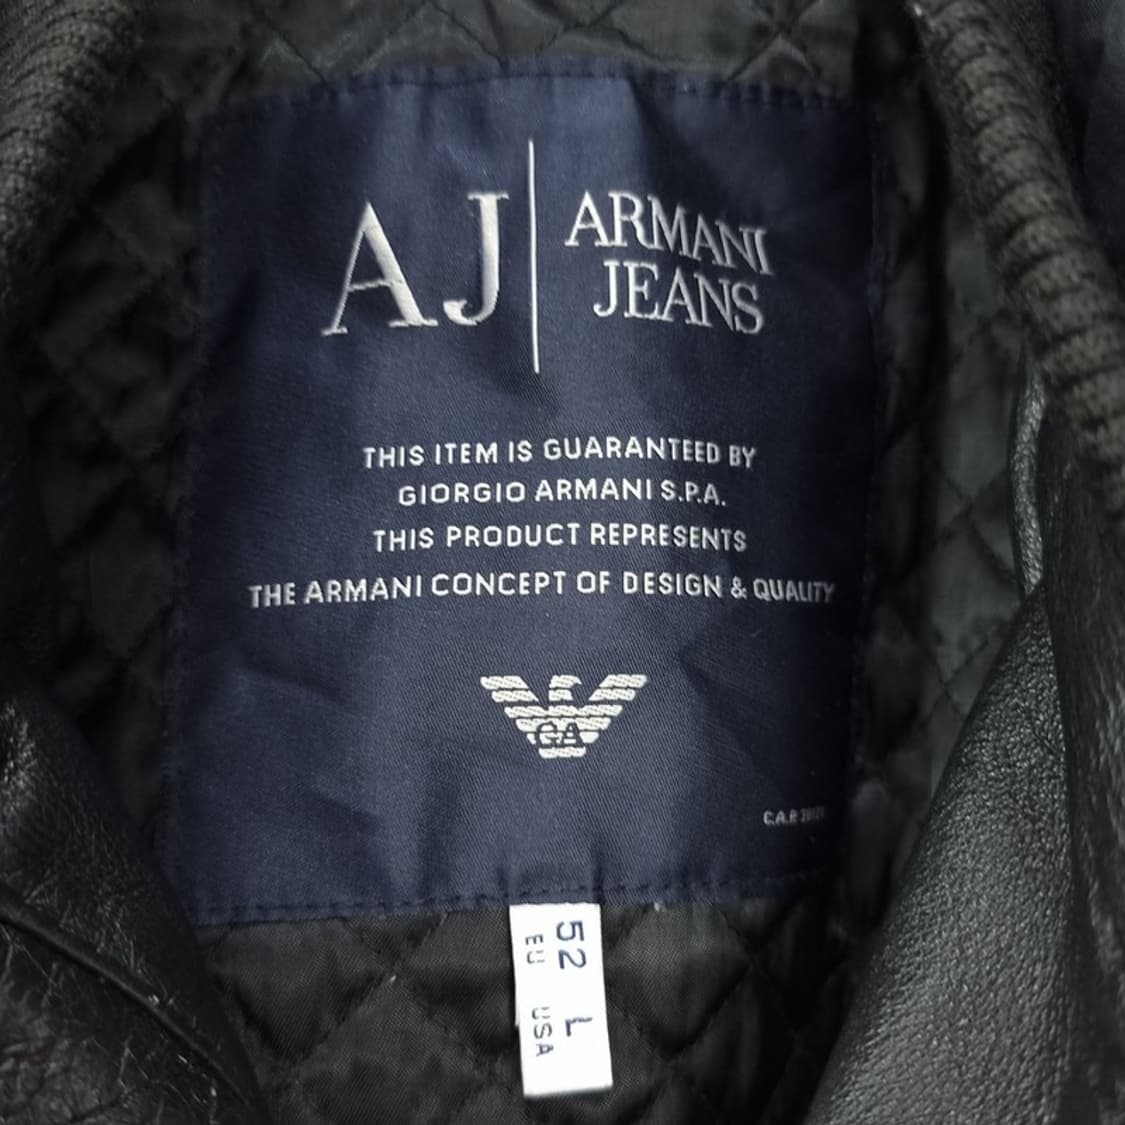 AJ
ARMANI
JEANS
THIS ITEM IS GUARANTEED BY
GIORGIO ARMANI S.P.A.
THIS PRODUCT REPRESENTS
THE ARMANI CONCEPT OF DESIGN & QUALITY
GA
C.A.P.
52 L
EU USA